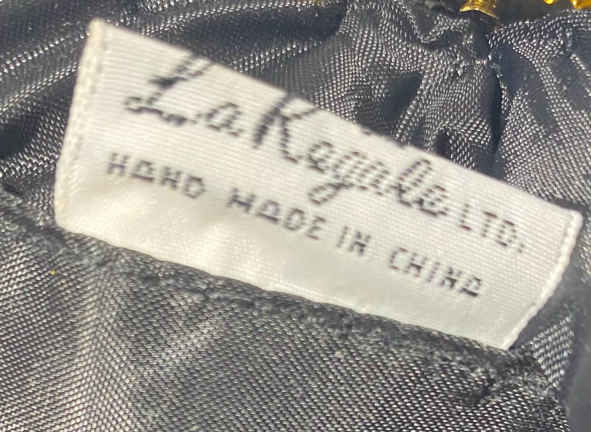 La Regale LTD.
HAND MADE IN CHINA